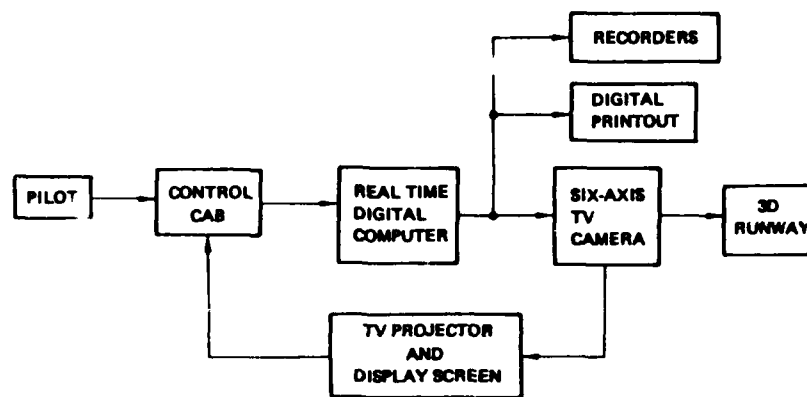 RECORDERS
DIGITAL
PRINTOUT
PILOT
CONTROL
CAB
REAL TIME
DIGITAL
COMPUTER
SIX-AXIS
TV
CAMERA
3D
RUNWAY
TV PROJECTOR
AND
DISPLAY SCREEN